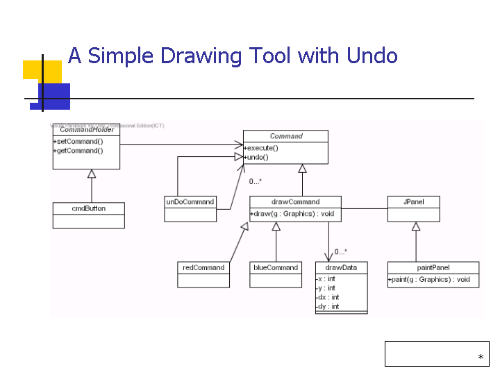 A Simple Drawing Tool with Undo
CommandHolder
+setCommand()
+getCommand()
Command
+execute()
+undo()
0...*
cmdButton
unDoCommand
drawCommand
+draw(g : Graphics) : void
JPanel
0...*
redCommand
blueCommand
drawData
-x : int
-y : int
-dx : int
-dy : int
paintPanel
+paint(g : Graphics) : void
*